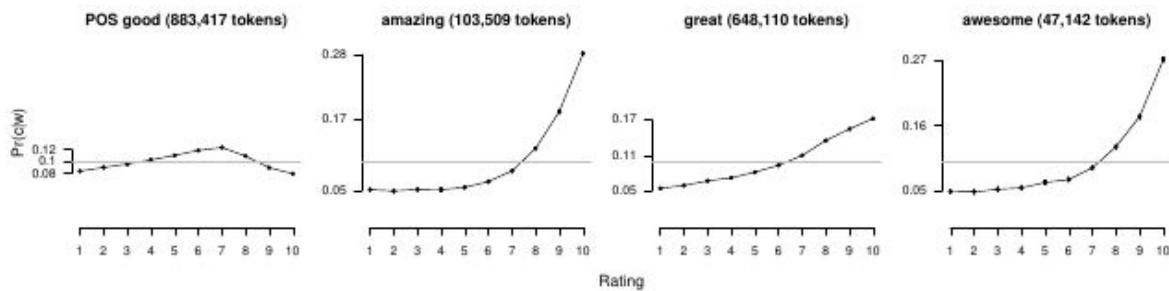 POS good (883,417 tokens)
amazing (103,509 tokens)
great (648,110 tokens)
awesome (47,142 tokens)
Pr(c|w)
0.12
0.1
0.08
1 2 3 4 5 6 7 8 9 10
0.28
0.17
0.05
1 2 3 4 5 6 7 8 9 10
0.17
0.11
0.05
1 2 3 4 5 6 7 8 9 10
0.27
0.16
0.05
1 2 3 4 5 6 7 8 9 10
Rating